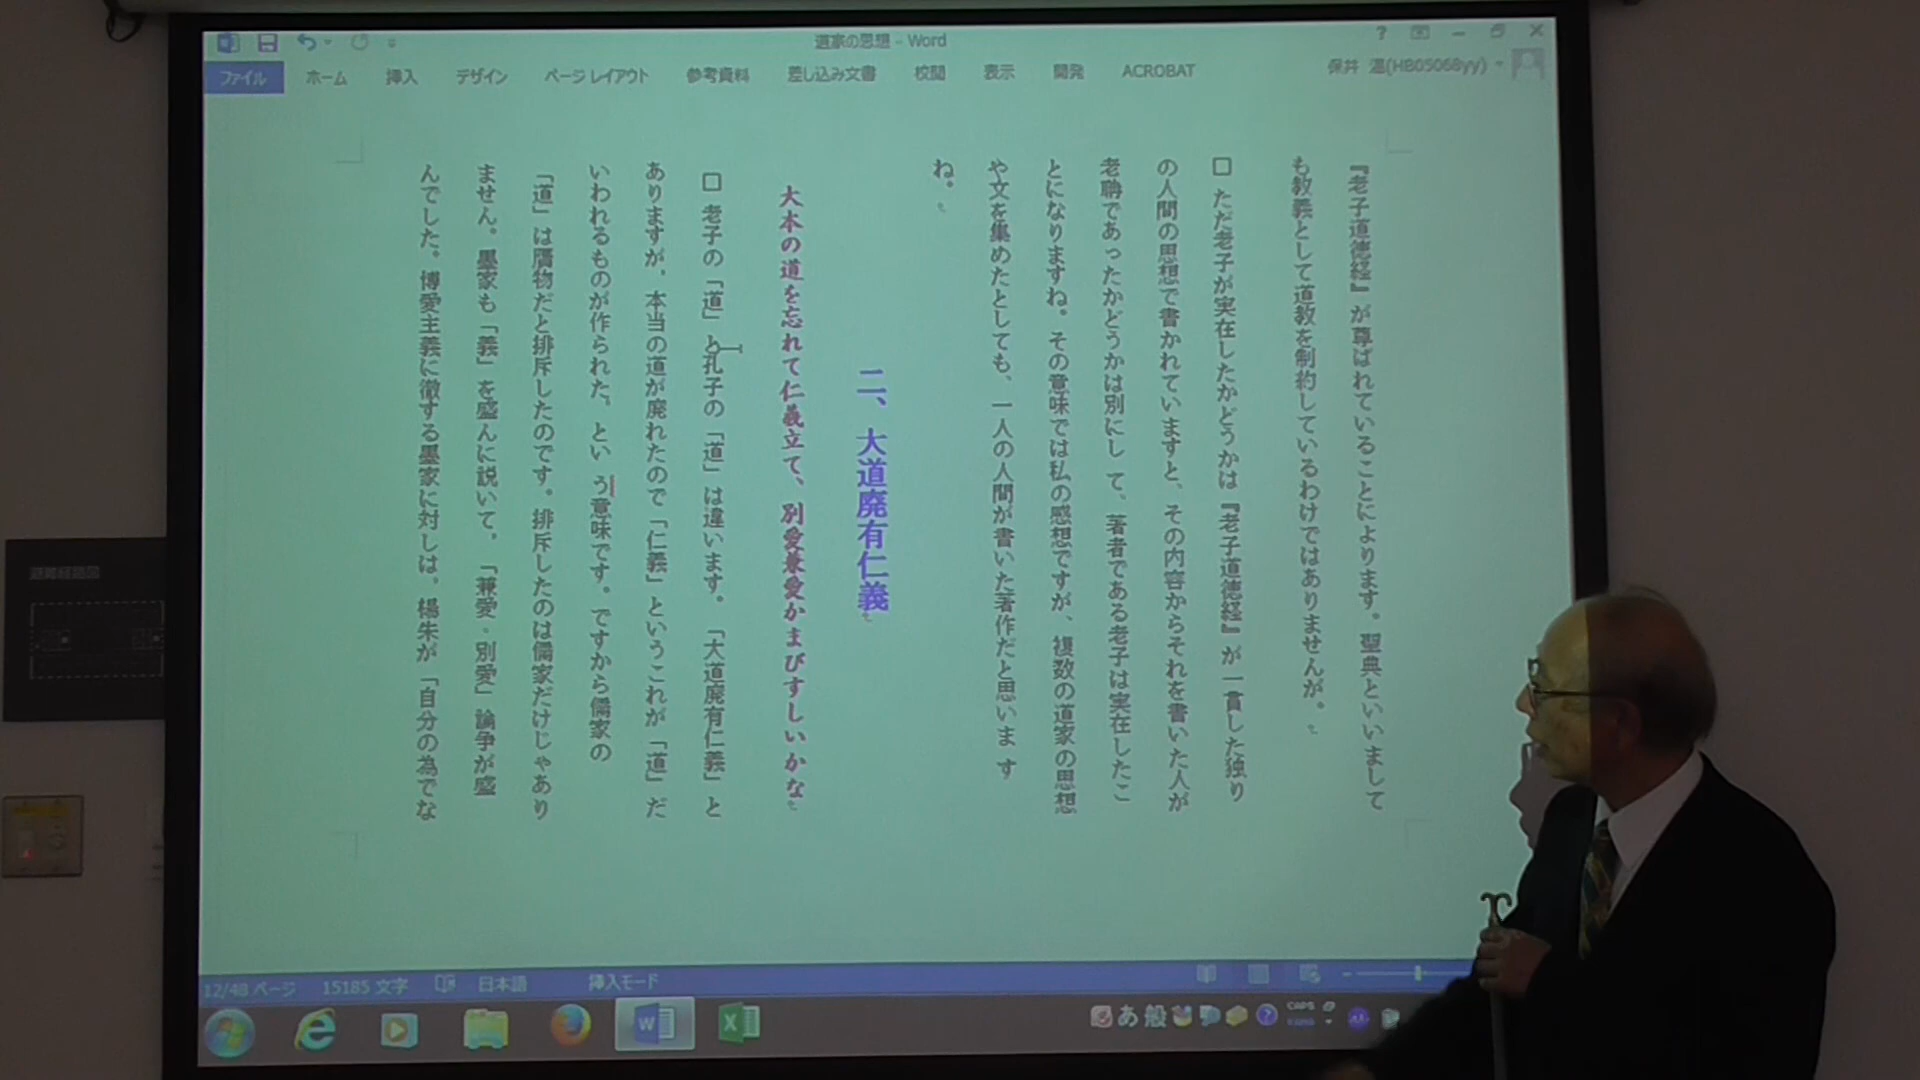 道家の思想 - Word
ファイル ホーム 挿入 デザイン ページ レイアウト 参考資料 差し込み文書 校閲 表示 開発 ACROBAT
『老子道徳経』が尊ばれていることによります。聖典といいまして
も教義として道教を制約しているわけではありませんが。
□ ただ老子が実在したかどうかは『老子道徳経』が一貫した独り
の人間の思想で書かれていますと、その内容からそれを書いた人が
老聃であったかどうかは別にし て、著者である老子は実在したこ
とになりますね。その意味では私の感想ですが、複数の道家の思想
や文を集めたとしても、一人の人間が書いた著作だと思いま す
ね。
二、大道廃有仁義
大本の道を忘れて仁義立て、別愛兼愛かまびすしいかな
□ 老子の「道」と孔子の「道」は違います。「大道廃有仁義」と
ありますが、本当の道が廃れたので「仁義」というこれが「道」だ
いわれるものが作られた、とい う意味です。ですから儒家の
「道」は贋物だと排斥したのです。排斥したのは儒家だけじゃあり
ません。墨家も「義」を盛んに説いて、「兼愛・別愛」論争が盛
んでした。博愛主義に徹する墨家に対しは、楊朱が「自分の為でな
12/48 ページ 15185 文字 日本語 挿入モード
あ 般 CAPS
避難経路図